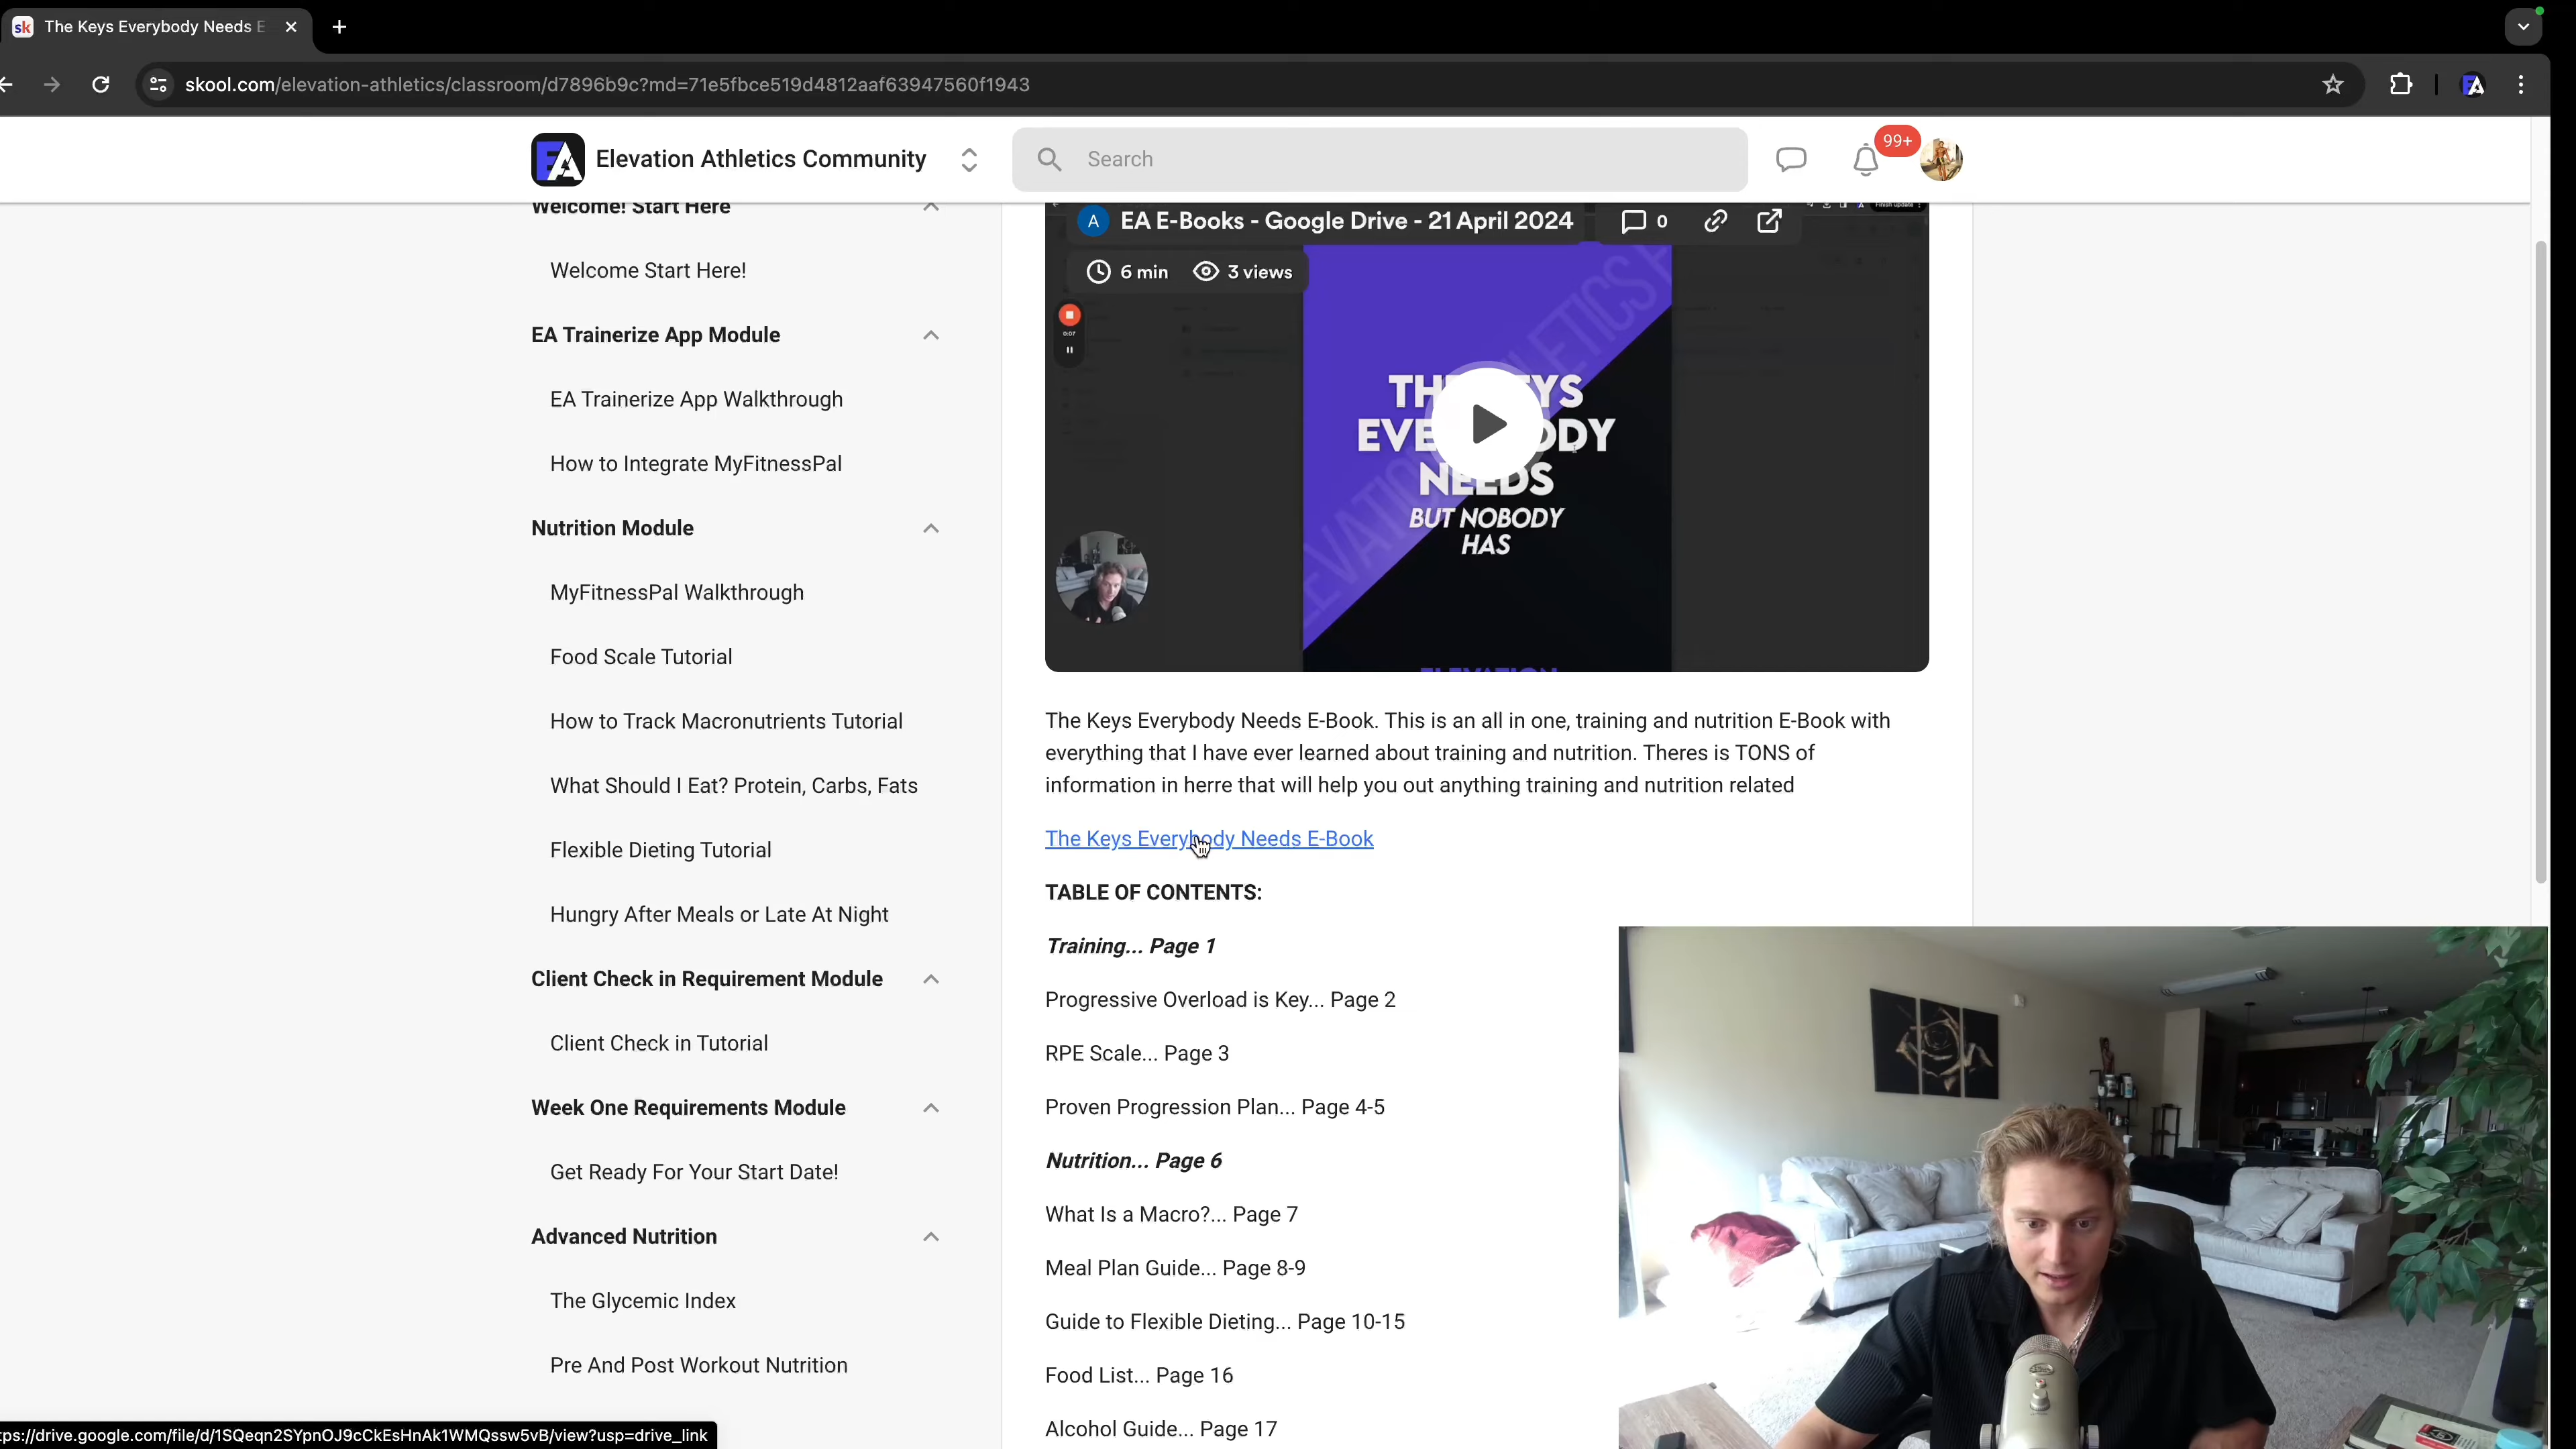 sk The Keys Everybody Needs E
skool.com/elevation-athletics/classroom/d7896b9c?md=71e5fbce519d4812aaf63947560f1943
EA Elevation Athletics Community
Search
99+
Welcome! Start Here
Welcome Start Here!
EA Trainerize App Module
EA Trainerize App Walkthrough
How to Integrate MyFitnessPal
Nutrition Module
MyFitnessPal Walkthrough
Food Scale Tutorial
How to Track Macronutrients Tutorial
What Should I Eat? Protein, Carbs, Fats
Flexible Dieting Tutorial
Hungry After Meals or Late At Night
Client Check in Requirement Module
Client Check in Tutorial
Week One Requirements Module
Get Ready For Your Start Date!
Advanced Nutrition
The Glycemic Index
Pre And Post Workout Nutrition
A EA E-Books - Google Drive - 21 April 2024 0
Finish update
6 min 3 views
0:07
NEEDS
BUT NOBODY
HAS
ELEVATION
The Keys Everybody Needs E-Book. This is an all in one, training and nutrition E-Book with
everything that I have ever learned about training and nutrition. Theres is TONS of
information in herre that will help you out anything training and nutrition related
The Keys Everybody Needs E-Book
TABLE OF CONTENTS:
Training... Page 1
Progressive Overload is Key... Page 2
RPE Scale... Page 3
Proven Progression Plan... Page 4-5
Nutrition... Page 6
What Is a Macro?... Page 7
Meal Plan Guide... Page 8-9
Guide to Flexible Dieting... Page 10-15
Food List... Page 16
Alcohol Guide... Page 17
tps://drive.google.com/file/d/1SQeqn2SYpnOJ9cCkEsHnAk1WMQssw5vB/view?usp=drive_link